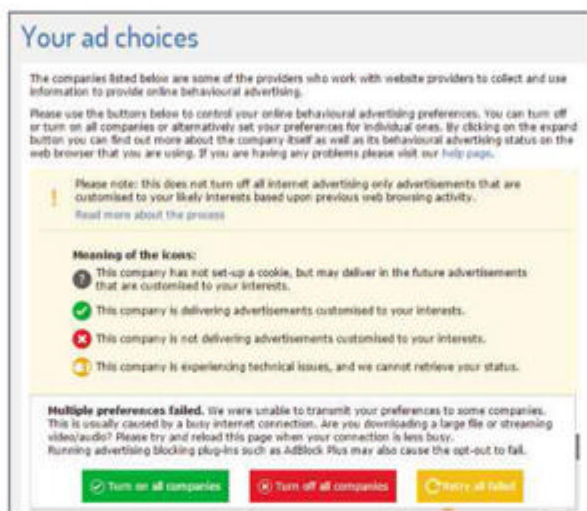 Your ad choices
The companies listed below are some of the providers who work with website providers to collect and use
information to provide online behavioural advertising.
Please use the buttons below to control your online behavioural advertising preferences. You can turn off
or turn on all companies or alternatively set your preferences for individual ones. By clicking on the expand
button you can find out more about the company itself as well as its behavioural advertising status on the
web browser that you are using. If you are having any problems please visit our help page.
Please note: this does not turn off all internet advertising only advertisements that are
customised to your likely interests based upon previous web browsing activity.
Read more about the process
Meaning of the icons:
This company has not set-up a cookie, but may deliver in the future advertisements
that are customised to your interests.
This company is delivering advertisements customised to your interests.
This company is not delivering advertisements customised to your interests.
This company is experiencing technical issues, and we cannot retrieve your status.
Multiple preferences failed. We were unable to transmit your preferences to some companies.
This is usually caused by a busy internet connection. Are you downloading a large file or streaming
video/audio? Please try and reload this page when your connection is less busy.
Running advertising blocking plug-ins such as AdBlock Plus may also cause the opt-out to fail.
Turn on all companies
Turn off all companies
Retry all failed